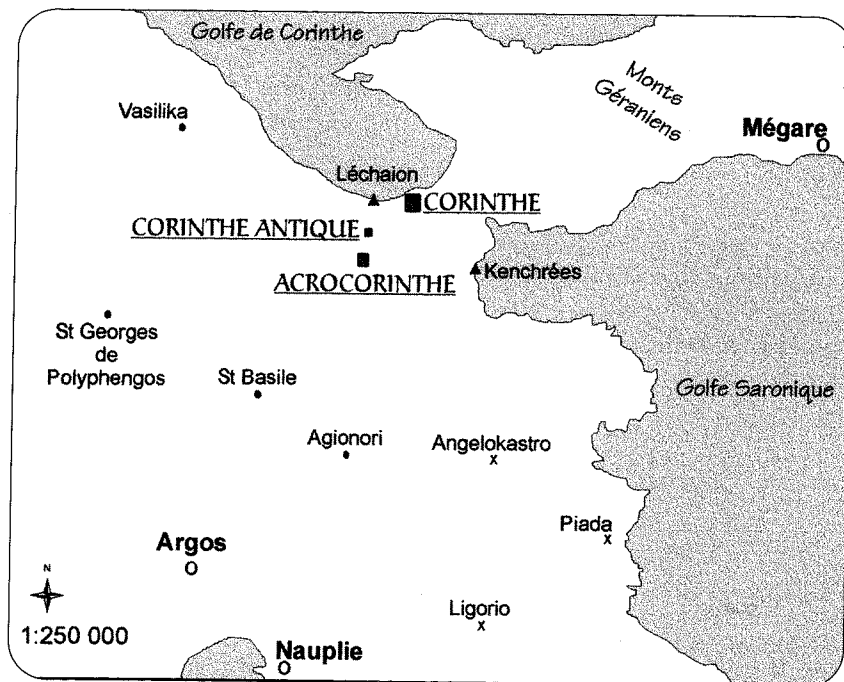 Golfe de Corinthe
Monts
Géraniens
Vasilika
Mégare
Léchaion
CORINTHE
CORINTHE ANTIQUE
ACROCORINTHE
Kenchrées
St Georges
de
Polyphengos
St Basile
Golfe Saronique
Agionori
Angelokastro
Piada
Argos
N
Ligorio
1:250 000
Nauplie